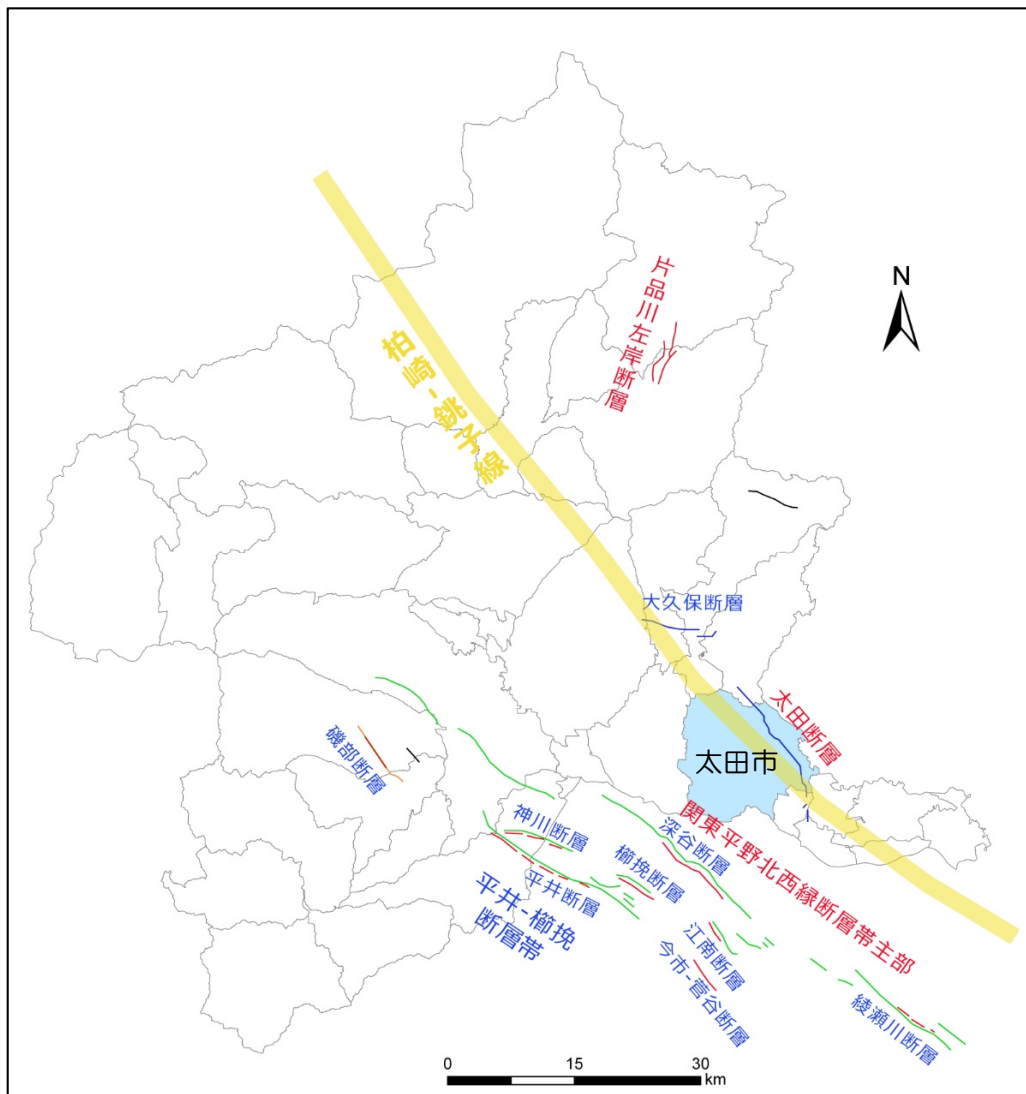 片品川左岸断層
N
柏崎-銚子線
大久保断層
太田断層
太田市
磯部断層
神川断層
深谷断層
櫛挽断層
平井断層
関東平野北西縁断層帯主部
平井-櫛挽
断層帯
江南断層
今市-菅谷断層
綾瀬川断層
0 15 30
km